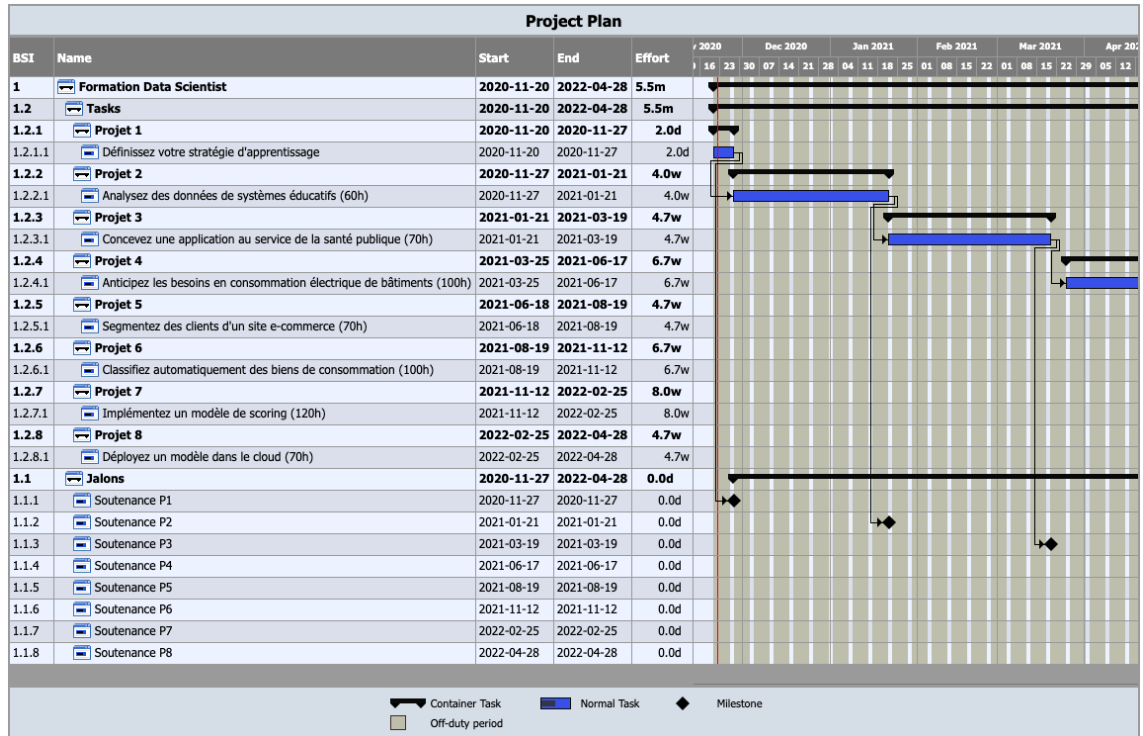 Project Plan
BSI Name Start End Effort 2020 Dec 2020 Jan 2021 Feb 2021 Mar 2021 Apr
16 23 30 07 14 21 28 04 11 18 25 01 08 15 22 01 08 15 22 29 05 12
1 Formation Data Scientist 2020-11-20 2022-04-28 5.5m
1.2 Tasks 2020-11-20 2022-04-28 5.5m
1.2.1 Projet 1 2020-11-20 2020-11-27 2.0d
1.2.1.1 Définissez votre stratégie d'apprentissage 2020-11-20 2020-11-27 2.0d
1.2.2 Projet 2 2020-11-27 2021-01-21 4.0w
1.2.2.1 Analysez des données de systèmes éducatifs (60h) 2020-11-27 2021-01-21 4.0w
1.2.3 Projet 3 2021-01-21 2021-03-19 4.7w
1.2.3.1 Concevez une application au service de la santé publique (70h) 2021-01-21 2021-03-19 4.7w
1.2.4 Projet 4 2021-03-25 2021-06-17 6.7w
1.2.4.1 Anticipez les besoins en consommation électrique de bâtiments (100h) 2021-03-25 2021-06-17 6.7w
1.2.5 Projet 5 2021-06-18 2021-08-19 4.7w
1.2.5.1 Segmentez des clients d'un site e-commerce (70h) 2021-06-18 2021-08-19 4.7w
1.2.6 Projet 6 2021-08-19 2021-11-12 6.7w
1.2.6.1 Classifiez automatiquement des biens de consommation (100h) 2021-08-19 2021-11-12 6.7w
1.2.7 Projet 7 2021-11-12 2022-02-25 8.0w
1.2.7.1 Implémentez un modèle de scoring (120h) 2021-11-12 2022-02-25 8.0w
1.2.8 Projet 8 2022-02-25 2022-04-28 4.7w
1.2.8.1 Déployez un modèle dans le cloud (70h) 2022-02-25 2022-04-28 4.7w
1.1 Jalons 2020-11-27 2022-04-28 0.0d
1.1.1 Soutenance P1 2020-11-27 2020-11-27 0.0d
1.1.2 Soutenance P2 2021-01-21 2021-01-21 0.0d
1.1.3 Soutenance P3 2021-03-19 2021-03-19 0.0d
1.1.4 Soutenance P4 2021-06-17 2021-06-17 0.0d
1.1.5 Soutenance P5 2021-08-19 2021-08-19 0.0d
1.1.6 Soutenance P6 2021-11-12 2021-11-12 0.0d
1.1.7 Soutenance P7 2022-02-25 2022-02-25 0.0d
1.1.8 Soutenance P8 2022-04-28 2022-04-28 0.0d
Container Task Normal Task Milestone
Off-duty period